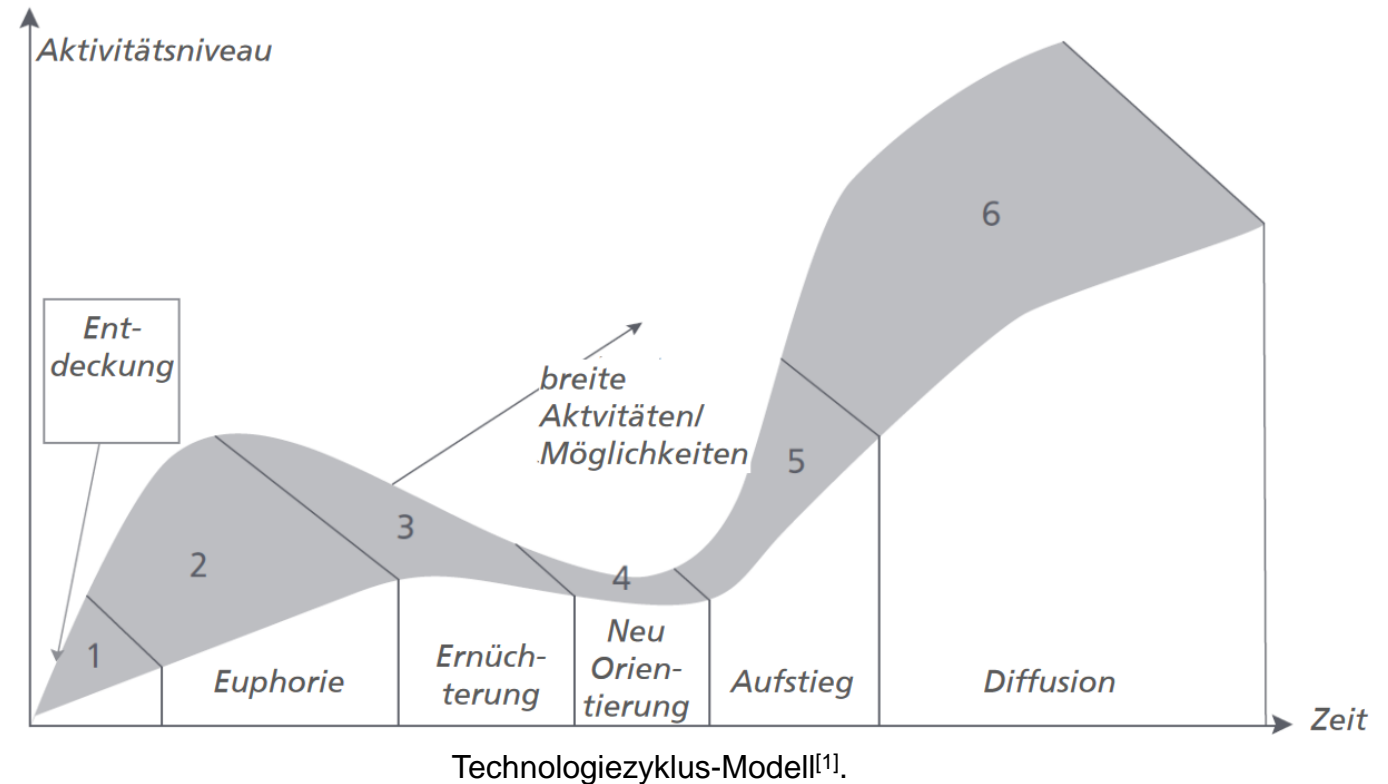 Aktivitätsniveau
Ent-
deckung
breite
Aktvitäten/
Möglichkeiten
1
2
3
4
5
6
Euphorie
Ernüch-
terung
Neu
Orien-
tierung
Aufstieg
Diffusion
Zeit
Technologiezyklus-Modell[1].